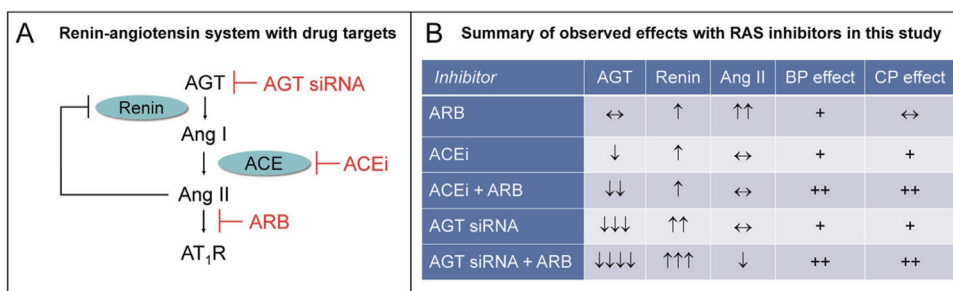 A Renin-angiotensin system with drug targets
AGT
AGT siRNA
Renin
Ang I
ACE
ACEi
Ang II
ARB
AT₁R
B Summary of observed effects with RAS inhibitors in this study
Inhibitor AGT Renin Ang II BP effect CP effect
ARB ↔ ↑ ↑↑ + ↔
ACEi ↓ ↑ ↔ + +
ACEi + ARB ↓↓ ↑ ↔ ++ ++
AGT siRNA ↓↓↓ ↑↑ ↔ + +
AGT siRNA + ARB ↓↓↓↓ ↑↑↑ ↓ ++ ++